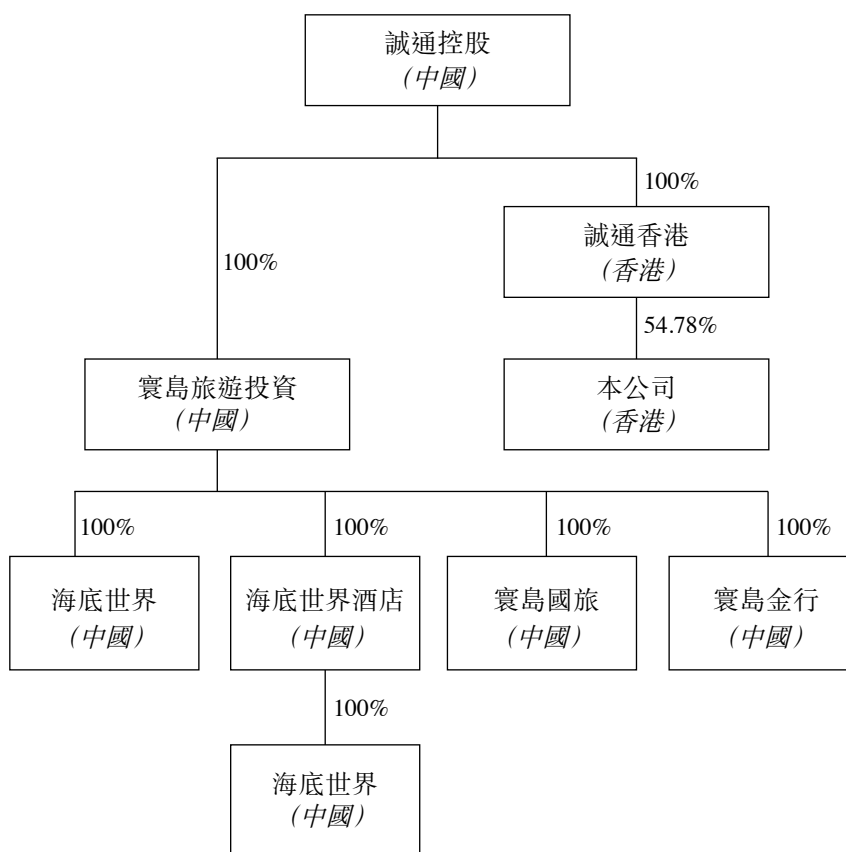 誠通控股
(中國)
100%
誠通香港
(香港)
100%
54.78%
寰島旅遊投資
(中國)
本公司
(香港)
100%
100%
100%
100%
海底世界
(中國)
海底世界酒店
(中國)
寰島國旅
(中國)
寰島金行
(中國)
100%
海底世界
(中國)